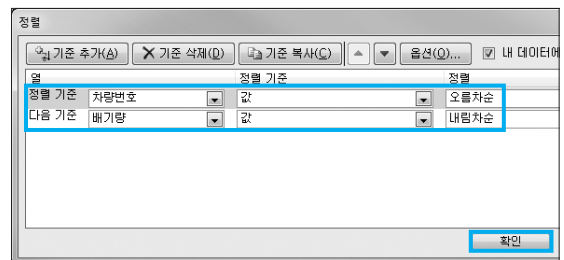 정렬
기준 추가(A) 기준 삭제(D) 기준 복사(C) 옵션(O)... 내 데이터에
열 정렬 기준 정렬
정렬 기준 차량번호 값 오름차순
다음 기준 배기량 값 내림차순
확인